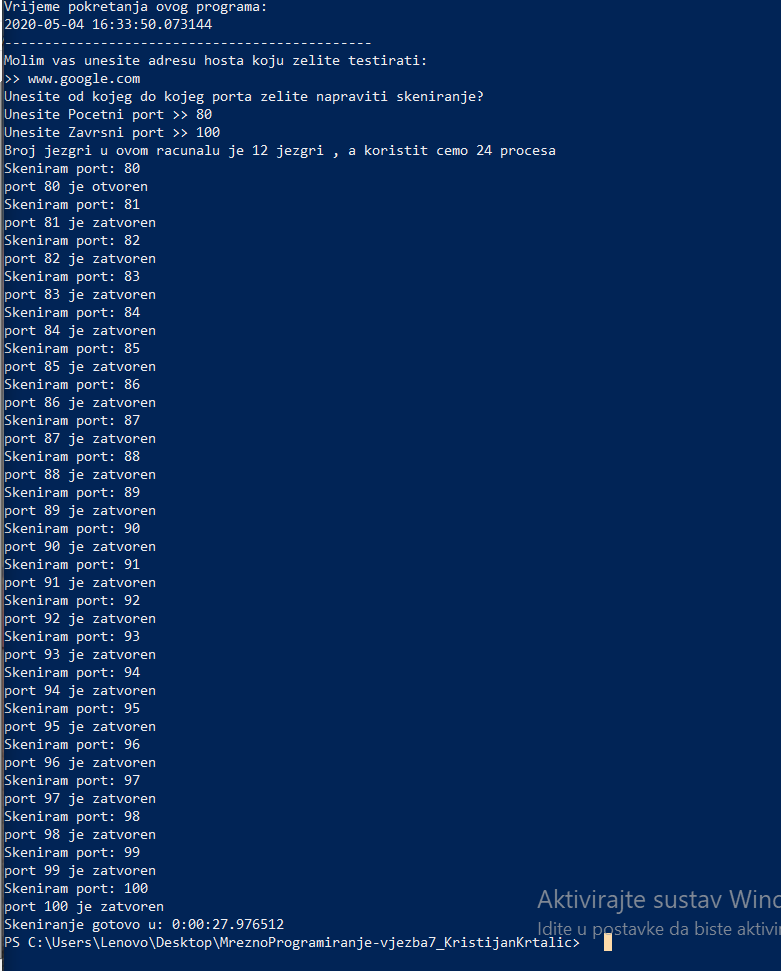 Vrijeme pokretanja ovog programa:
2020-05-04 16:33:50.073144
----------------------------------------------
Molim vas unesite adresu hosta koju zelite testirati:
>> www.google.com
Unesite od kojeg do kojeg porta zelite napraviti skeniranje?
Unesite Pocetni port >> 80
Unesite Zavrsni port >> 100
Broj jezgri u ovom racunalu je 12 jezgri , a koristit cemo 24 procesa
Skeniram port: 80
port 80 je otvoren
Skeniram port: 81
port 81 je zatvoren
Skeniram port: 82
port 82 je zatvoren
Skeniram port: 83
port 83 je zatvoren
Skeniram port: 84
port 84 je zatvoren
Skeniram port: 85
port 85 je zatvoren
Skeniram port: 86
port 86 je zatvoren
Skeniram port: 87
port 87 je zatvoren
Skeniram port: 88
port 88 je zatvoren
Skeniram port: 89
port 89 je zatvoren
Skeniram port: 90
port 90 je zatvoren
Skeniram port: 91
port 91 je zatvoren
Skeniram port: 92
port 92 je zatvoren
Skeniram port: 93
port 93 je zatvoren
Skeniram port: 94
port 94 je zatvoren
Skeniram port: 95
port 95 je zatvoren
Skeniram port: 96
port 96 je zatvoren
Skeniram port: 97
port 97 je zatvoren
Skeniram port: 98
port 98 je zatvoren
Skeniram port: 99
port 99 je zatvoren
Skeniram port: 100
port 100 je zatvoren
Skeniranje gotovo u: 0:00:27.976512
PS C:\Users\Lenovo\Desktop\MreznoProgramiranje-vjezba7_KristijanKrtalic>
Aktivirajte sustav Wind
Idite u postavke da biste aktivi